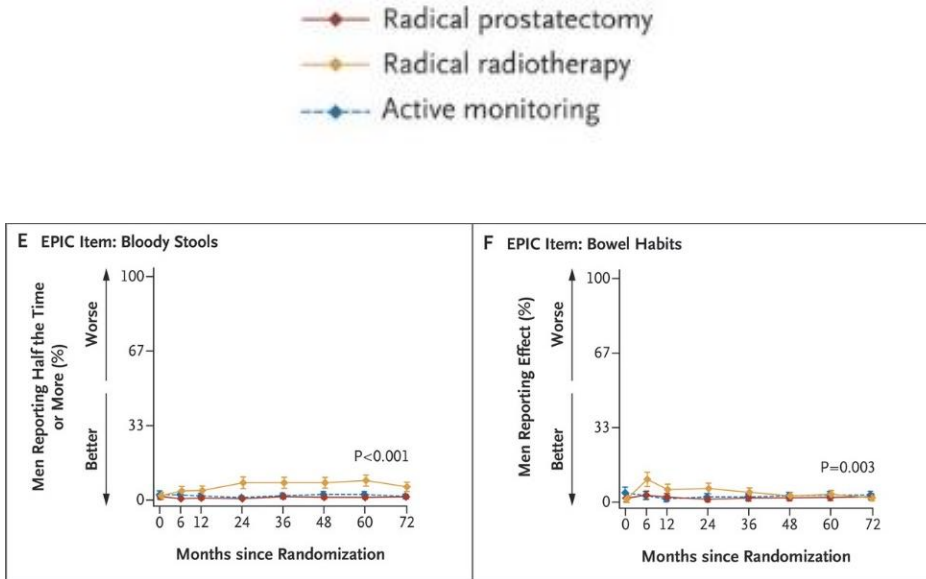 Radical prostatectomy
Radical radiotherapy
Active monitoring
E EPIC Item: Bloody Stools
Men Reporting Half the Time
or More (%)
Worse
Better
100
67
33
0
P<0.001
0 6 12 24 36 48 60 72
Months since Randomization
F EPIC Item: Bowel Habits
Men Reporting Effect (%)
Worse
Better
100
67
33
0
P=0.003
0 6 12 24 36 48 60 72
Months since Randomization